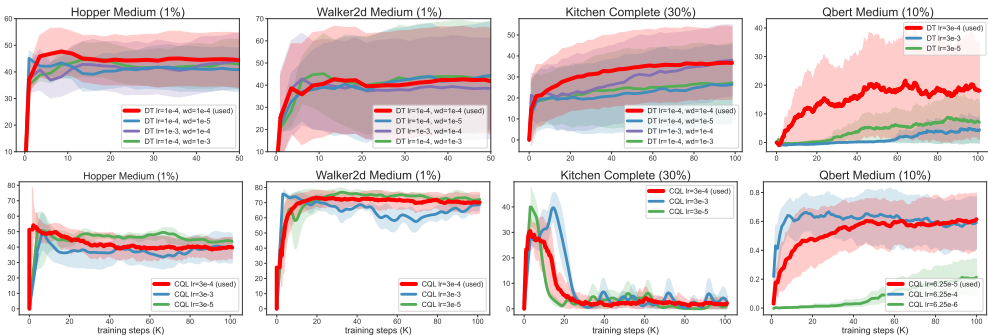 Hopper Medium (1%)
60
50
40
30
20
10
0
10
20
30
40
50
DT lr=1e-4, wd=1e-4 (used)
DT lr=1e-4, wd=1e-5
DT lr=1e-3, wd=1e-4
DT lr=1e-4, wd=1e-3
Walker2d Medium (1%)
70
60
50
40
30
20
10
0
10
20
30
40
50
DT lr=1e-4, wd=1e-4 (used)
DT lr=1e-4, wd=1e-5
DT lr=1e-3, wd=1e-4
DT lr=1e-4, wd=1e-3
Kitchen Complete (30%)
50
40
30
20
10
0
0
20
40
60
80
100
DT lr=1e-4, wd=1e-4 (used)
DT lr=1e-4, wd=1e-5
DT lr=1e-3, wd=1e-4
DT lr=1e-4, wd=1e-3
Qbert Medium (10%)
40
30
20
10
0
0
20
40
60
80
100
DT lr=3e-4 (used)
DT lr=3e-3
DT lr=3e-5
Hopper Medium (1%)
80
70
60
50
40
30
20
10
0
0
20
40
60
80
100
training steps (K)
CQL lr=3e-4 (used)
CQL lr=3e-3
CQL lr=3e-5
Walker2d Medium (1%)
80
70
60
50
40
30
20
10
0
0
20
40
60
80
100
training steps (K)
CQL lr=3e-4 (used)
CQL lr=3e-3
CQL lr=3e-5
Kitchen Complete (30%)
50
40
30
20
10
0
0
20
40
60
80
100
training steps (K)
CQL lr=3e-4 (used)
CQL lr=3e-3
CQL lr=3e-5
Qbert Medium (10%)
0.8
0.6
0.4
0.2
0.0
0
20
40
60
80
100
training steps (K)
CQL lr=6.25e-5 (used)
CQL lr=6.25e-4
CQL lr=6.25e-6